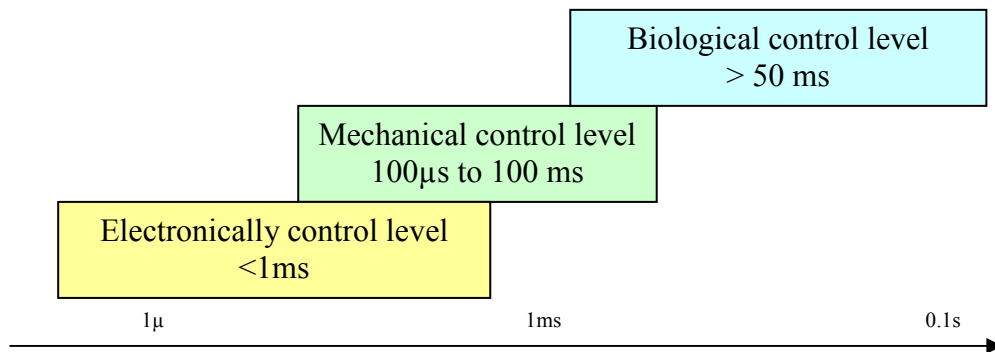 Biological control level
> 50 ms
Mechanical control level
100µs to 100 ms
Electronically control level
<1ms
1µ
1ms
0.1s